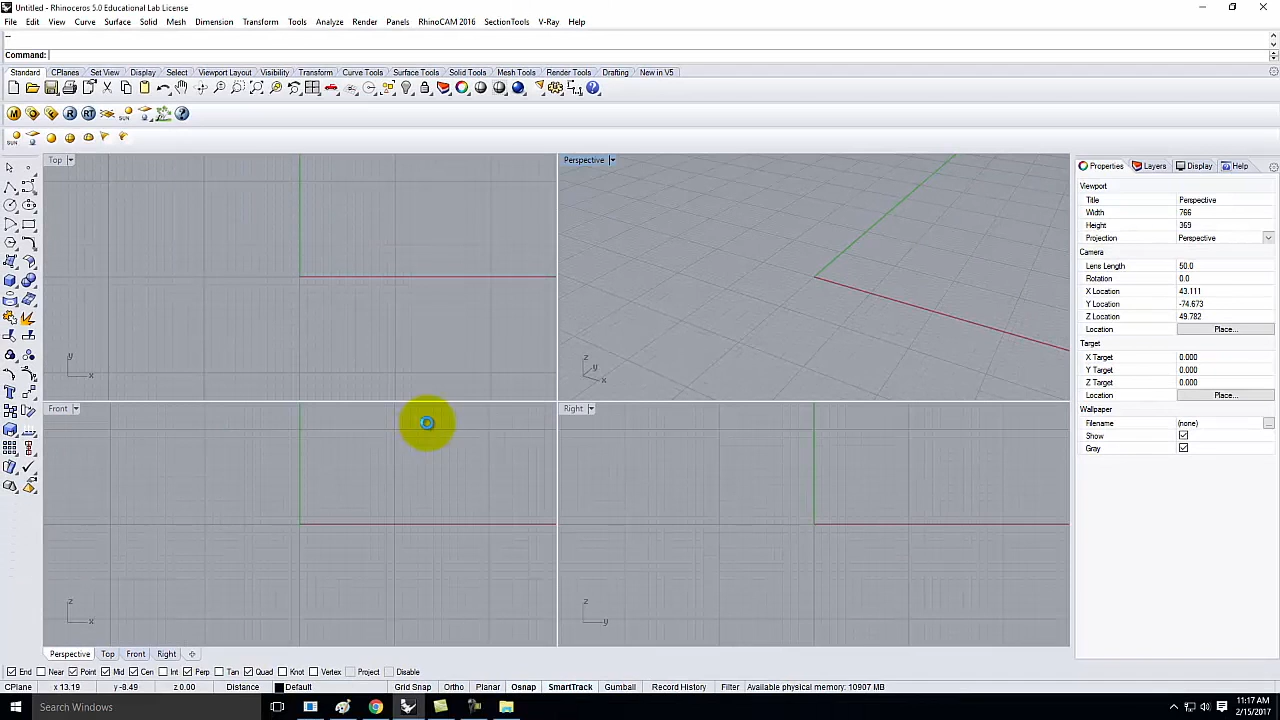 Untitled - Rhinoceros 5.0 Educational Lab License
File Edit View Curve Surface Solid Mesh Dimension Transform Tools Analyze Render Panels RhinoCAM 2016 SectionTools V-Ray Help
Command:
Standard CPlanes Set View Display Select Viewport Layout Visibility Transform Curve Tools Surface Tools Solid Tools Mesh Tools Render Tools Drafting New in V5
M R RT SUN ?
SUN
Top
Perspective
Properties Layers Display Help
Viewport
Title Perspective
Width 766
Height 369
Projection Perspective
Camera
Lens Length 50.0
Rotation 0.0
X Location 43.111
Y Location -74.673
Z Location 49.782
Location Place...
Target
X Target 0.000
Y Target 0.000
Z Target 0.000
Location Place...
Wallpaper
Filename (none) ...
Show
Gray
y x
z y x
Front
Right
z x
z y
Perspective Top Front Right
End Near Point Mid Cen Int Perp Tan Quad Knot Vertex Project Disable
CPlane x 13.19 y -8.49 z 0.00 Distance Default Grid Snap Ortho Planar Osnap SmartTrack Gumball Record History Filter Available physical memory: 10907 MB
Search Windows
11:17 AM
2/15/2017